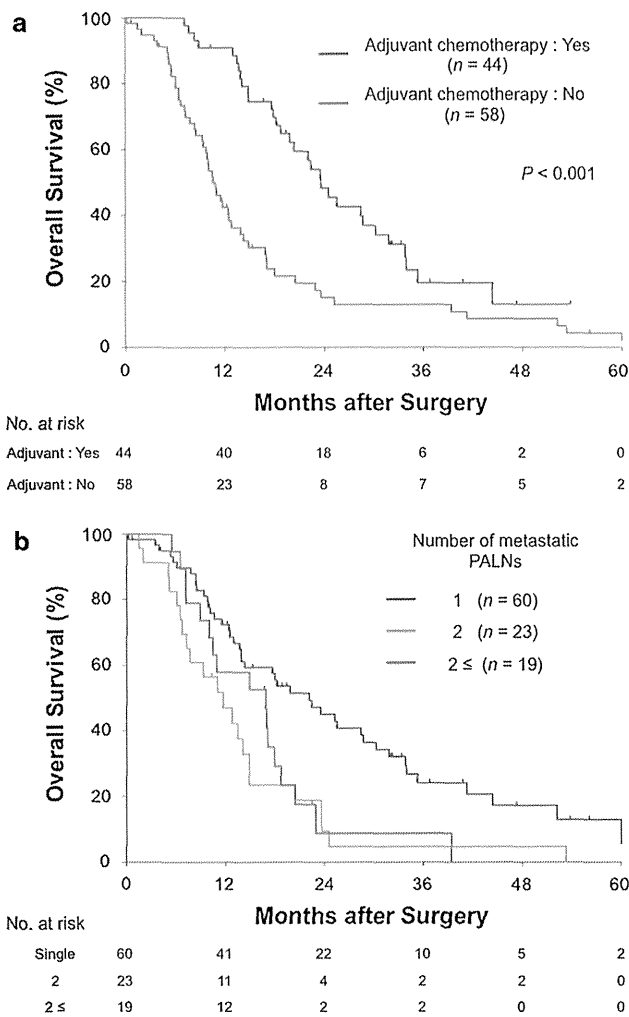 a
100
80
60
40
20
0
Overall Survival (%)
Adjuvant chemotherapy : Yes
(n = 44)
Adjuvant chemotherapy : No
(n = 58)
P < 0.001
0 12 24 36 48 60
Months after Surgery
No. at risk
Adjuvant : Yes 44 40 18 6 2 0
Adjuvant : No 58 23 8 7 5 2
b
100
80
60
40
20
0
Overall Survival (%)
Number of metastatic
PALNs
1 (n = 60)
2 (n = 23)
2 ≤ (n = 19)
0 12 24 36 48 60
Months after Surgery
No. at risk
Single 60 41 22 10 5 2
2 23 11 4 2 2 0
2 ≤ 19 12 2 2 0 0